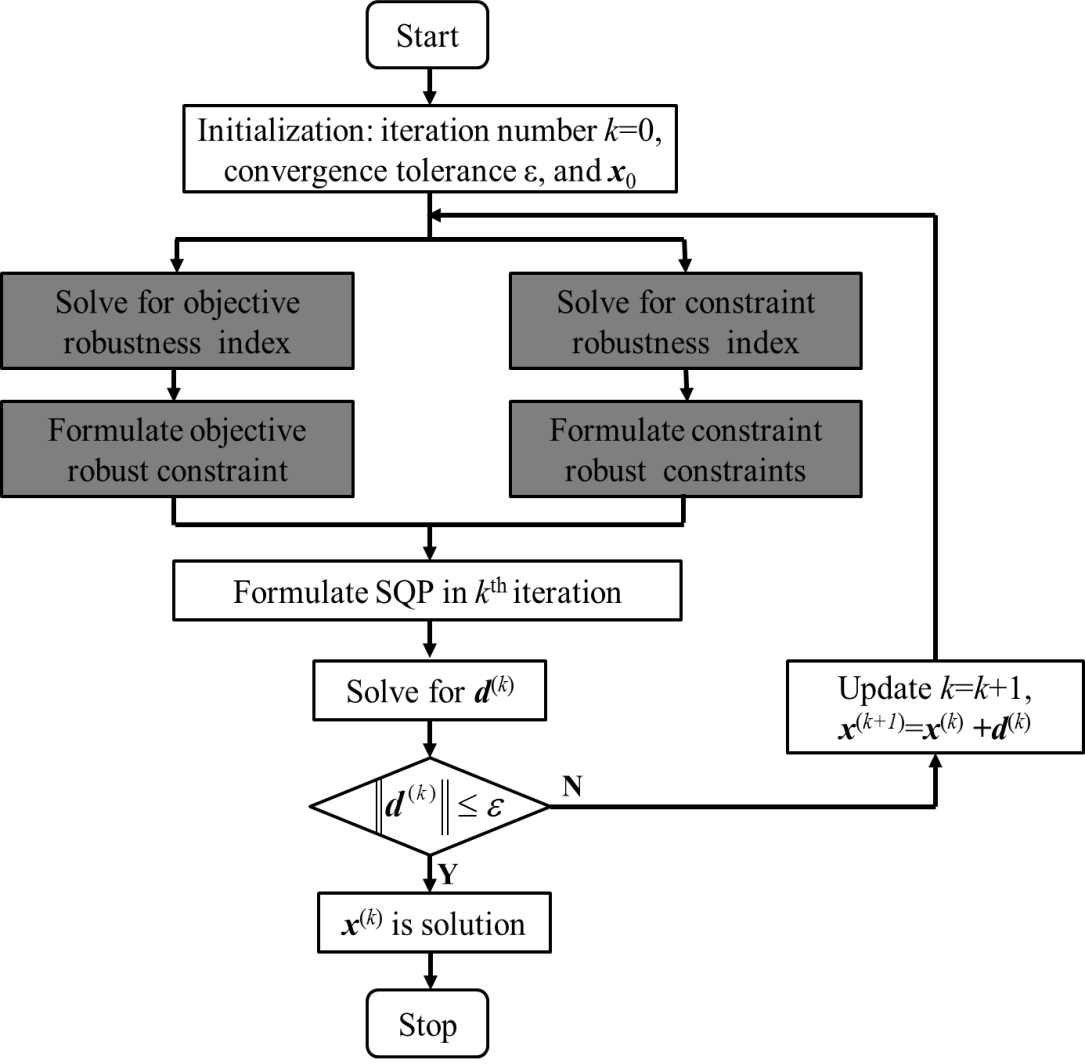 Start
Initialization: iteration number k=0,
convergence tolerance ε, and x₀
Solve for objective
robustness index
Solve for constraint
robustness index
Formulate objective
robust constraint
Formulate constraint
robust constraints
Formulate SQP in kᵗʰ iteration
Solve for d⁽ᵏ⁾
Update k=k+1,
x⁽ᵏ⁺¹⁾=x⁽ᵏ⁾ +d⁽ᵏ⁾
‖d⁽ᵏ⁾‖ ≤ ε
N
Y
x⁽ᵏ⁾ is solution
Stop